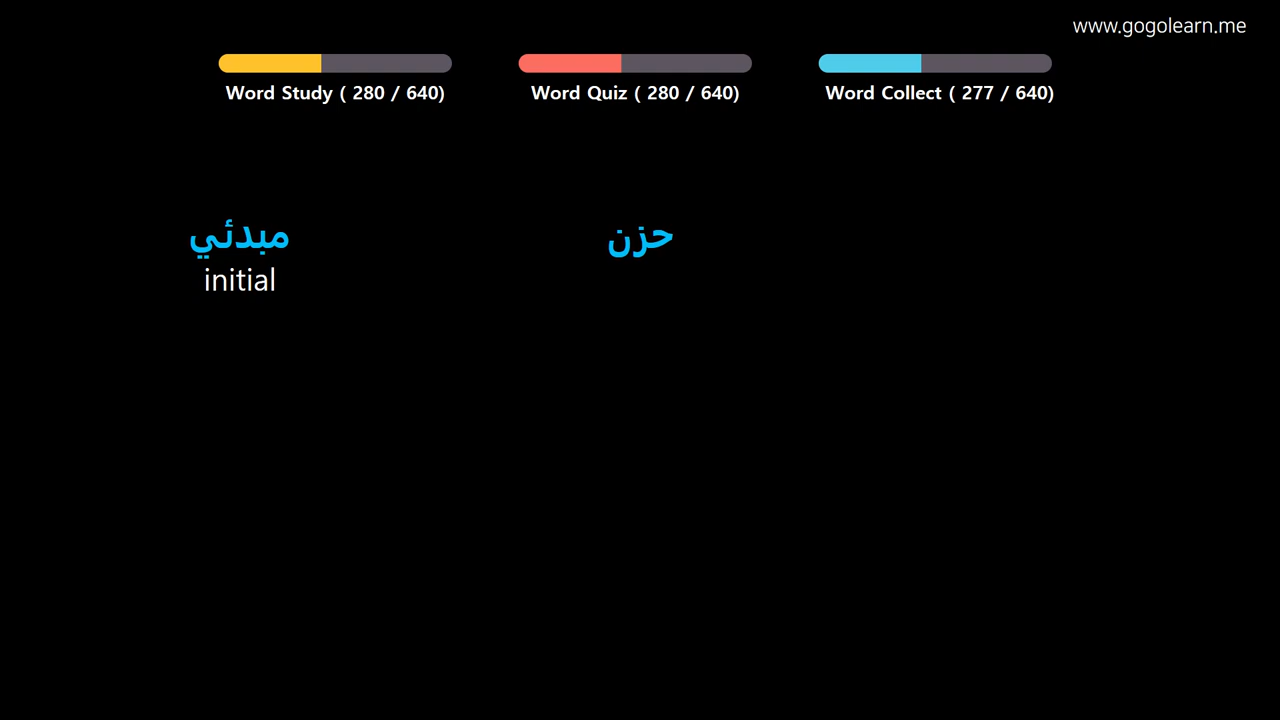 www.gogolearn.me
Word Study ( 280 / 640)
Word Quiz ( 280 / 640)
Word Collect ( 277 / 640)
مبدئي
initial
حزن